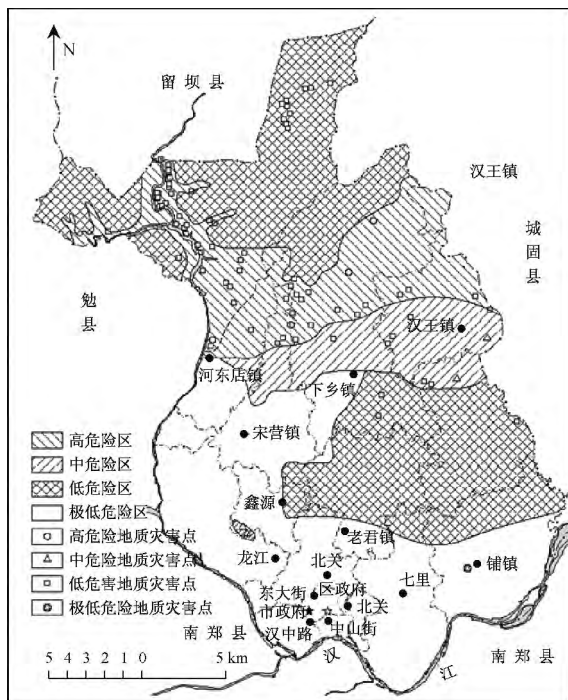 N
留坝县
汉王镇
城固县
勉县
汉王镇
河东店镇
下乡镇
宋营镇
高危险区
中危险区
低危险区
极低危险区
高危险地质灾害点
中危险地质灾害点
低危害地质灾害点
极低危险地质灾害点
鑫源
老君镇
龙江
北关
铺镇
东大街
区政府
七里
市政府
北关
汉中路
中山街
南郑县
汉江
南郑县
5 4 3 2 1 0 5 km